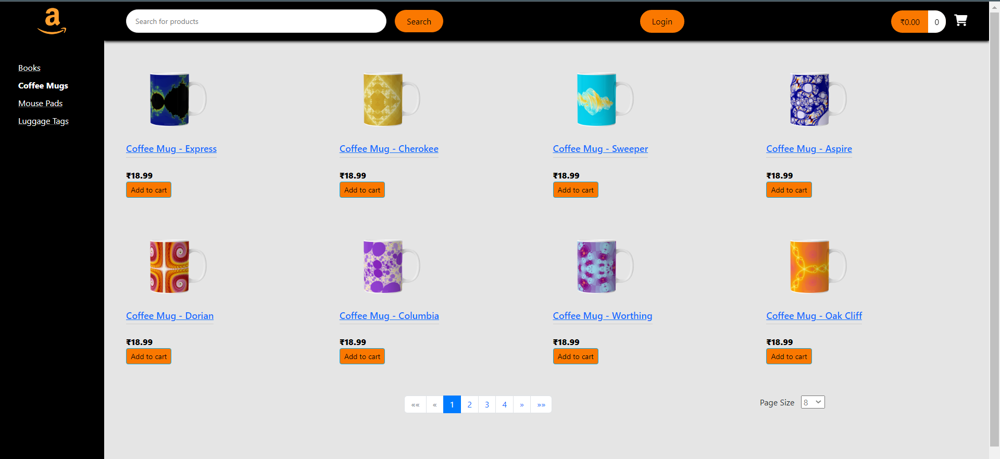 a
Search for products
Search
Login
₹0.00
0
Books
Coffee Mugs
Mouse Pads
Luggage Tags
Coffee Mug - Express
Coffee Mug - Cherokee
Coffee Mug - Sweeper
Coffee Mug - Aspire
₹18.99
₹18.99
₹18.99
₹18.99
Add to cart
Add to cart
Add to cart
Add to cart
Coffee Mug - Dorian
Coffee Mug - Columbia
Coffee Mug - Worthing
Coffee Mug - Oak Cliff
₹18.99
₹18.99
₹18.99
₹18.99
Add to cart
Add to cart
Add to cart
Add to cart
«« « 1 2 3 4 » »»
Page Size 8